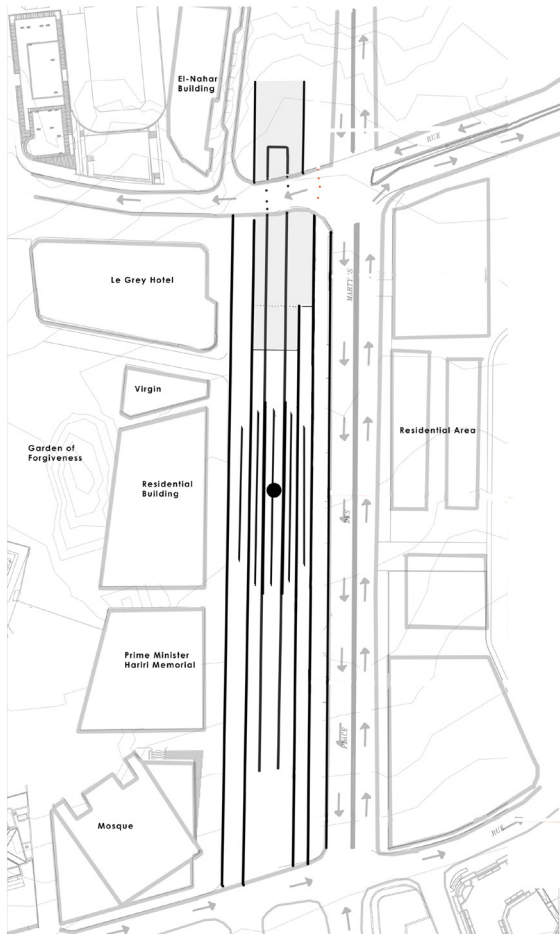 El-Nahar
Building
RUE
Le Grey Hotel
MARTY 'S
Virgin
Garden of
Forgiveness
Residential Area
Residential
Building
DES
Prime Minister
Hariri Memorial
PLACE
Mosque
RUE